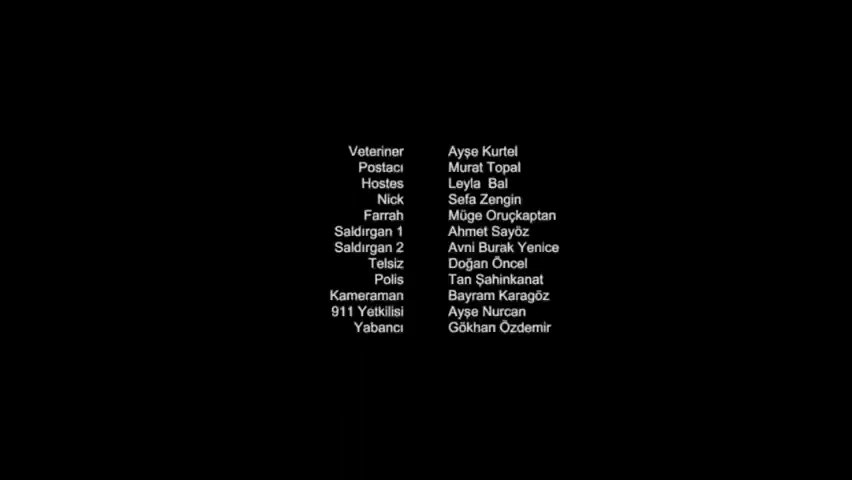 Veteriner Ayşe Kurtel
Postacı Murat Topal
Hostes Leyla Bal
Nick Sefa Zengin
Farrah Müge Oruçkaptan
Saldırgan 1 Ahmet Sayöz
Saldırgan 2 Avni Burak Yenice
Telsiz Doğan Öncel
Polis Tan Şahinkanat
Kameraman Bayram Karagöz
911 Yetkilisi Ayşe Nurcan
Yabancı Gökhan Özdemir